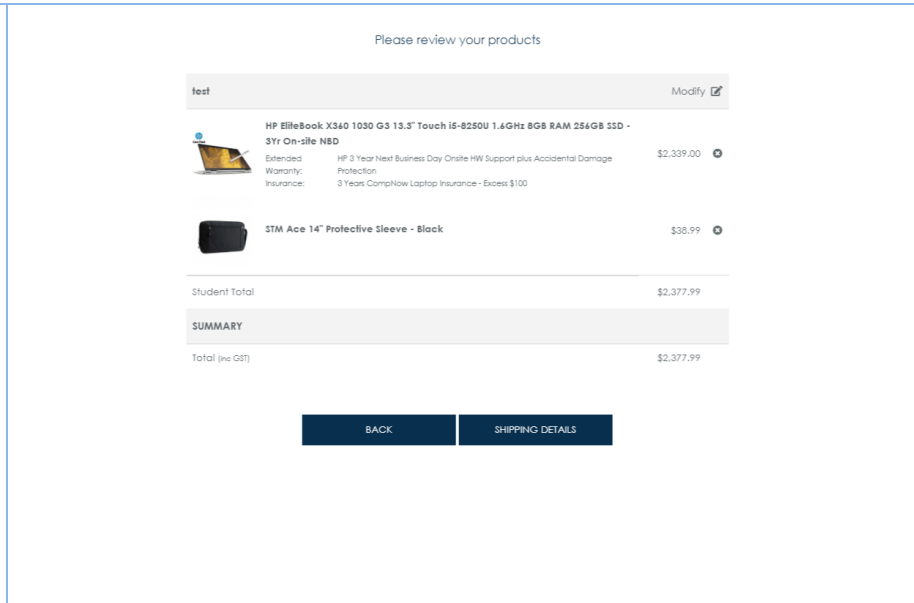 Please review your products
test Modify
HP EliteBook X360 1030 G3 13.3" Touch i5-8250U 1.6GHz 8GB RAM 256GB SSD -
3Yr On-site NBD
$2,339.00
Extended HP 3 Year Next Business Day Onsite HW Support plus Accidental Damage
Warranty: Protection
Insurance: 3 Years CompNow Laptop Insurance - Excess $100
STM Ace 14" Protective Sleeve - Black $38.99
Student Total $2,377.99
SUMMARY
Total (inc GST) $2,377.99
BACK SHIPPING DETAILS